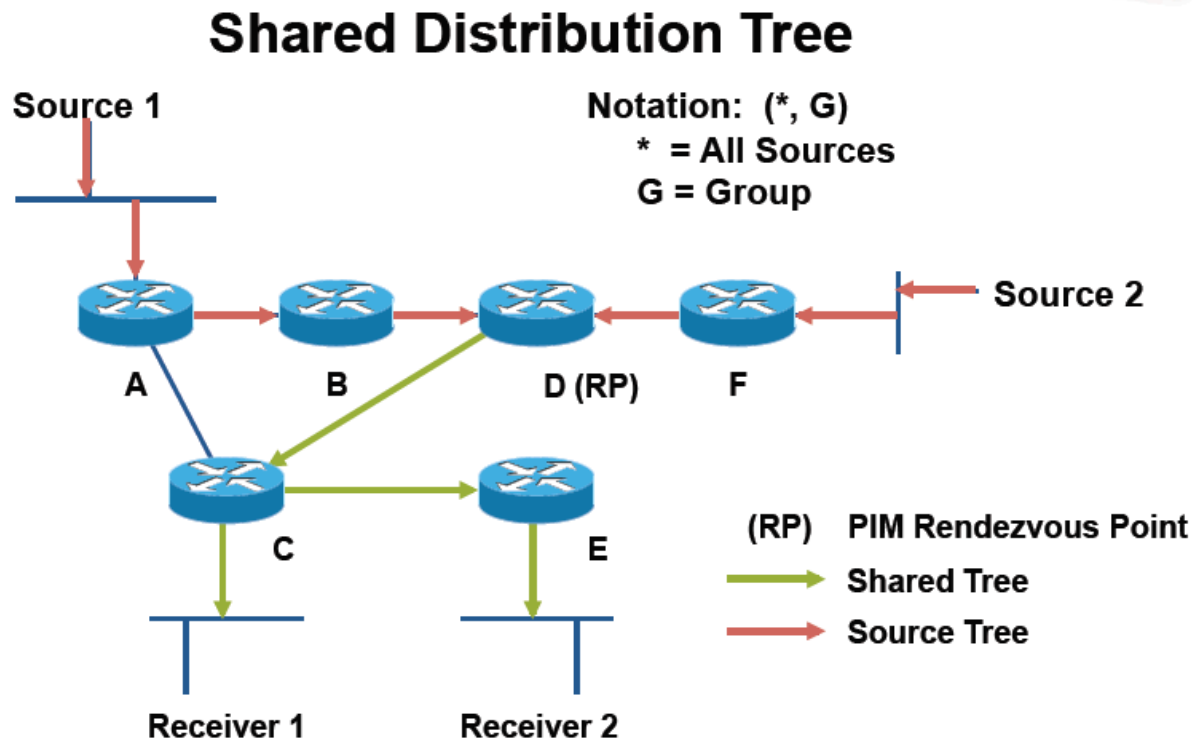 Shared Distribution Tree
Source 1
Notation: (*, G)
* = All Sources
G = Group
Source 2
A
B
D (RP)
F
C
E
(RP) PIM Rendezvous Point
Shared Tree
Source Tree
Receiver 1
Receiver 2